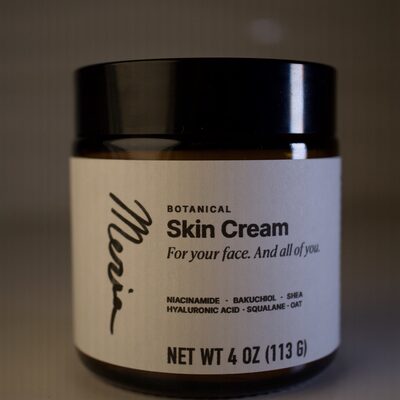 Meria
BOTANICAL
Skin Cream
For your face. And all of you.
NIACINAMIDE · BAKUCHIOL · SHEA
HYALURONIC ACID · SQUALANE · OAT
NET WT 4 OZ (113 G)